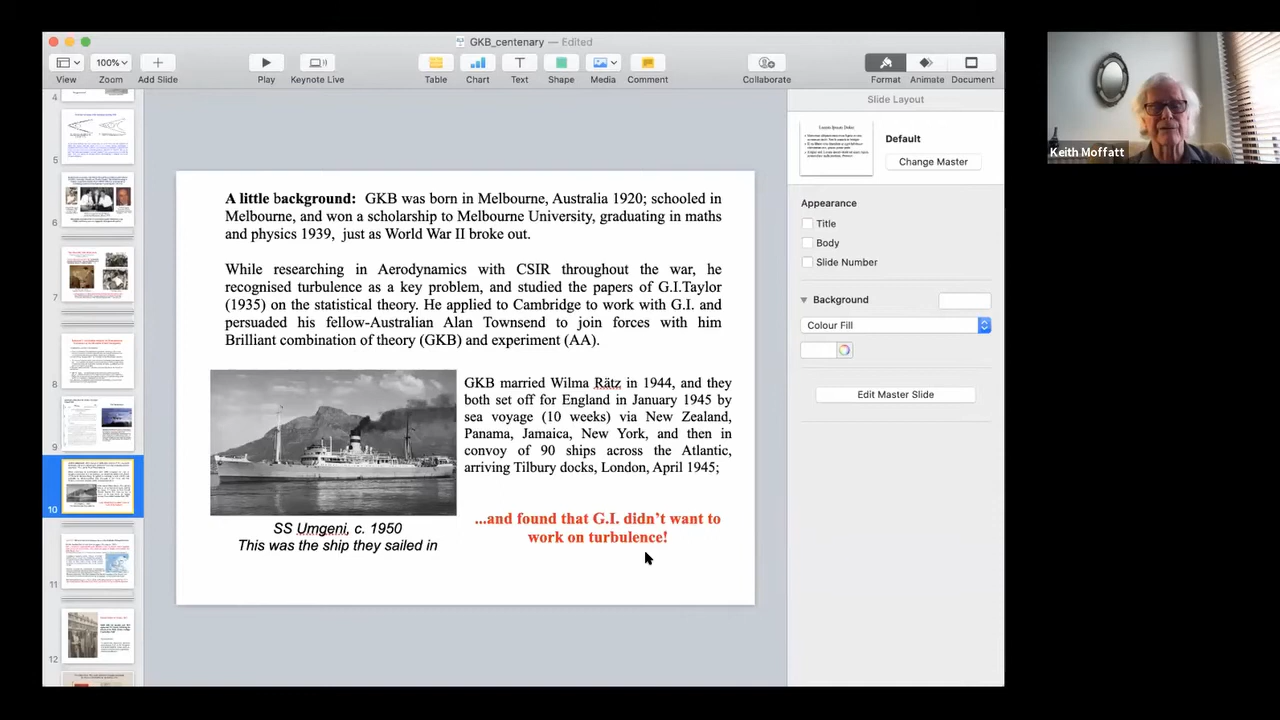 GKB_centenary — Edited
View
100%
Zoom
Add Slide
Play
Keynote Live
Table
Chart
Text
Shape
Media
Comment
Collaborate
Format
Animate
Document
Slide Layout
Default
Change Master
Appearance
Title
Body
Slide Number
Background
Colour Fill
Edit Master Slide
4
5
6
7
8
9
10
11
12
A little background: GKB was born in Melbourne, Australia 1920; schooled in
Melbourne, and won a scholarship to Melbourne University, graduating in maths
and physics 1939, just as World War II broke out.
While researching in Aerodynamics with CSIR throughout the war, he
recognised turbulence as a key problem, andtudied the papers of G.I.Taylor
(1935) on the statistical theory. He applied to Cambridge to work with G.I. and
persuaded his fellow-Australian Alan Townsend to join forces with him
Brilliant combination of theory (GKB) and experiment (AA).
GKB married Wilma Rätz in 1944, and they
both set off for England in January 1945 by
sea voyage (10 weeks) via New Zealand,
Panama, Jamaica, New York, and then in
convoy of 90 ships across the Atlantic,
arrivingTilbury docks, London, April 1945;
SS Umgeni, c. 1950
This was the ship they sailed in
...and found that G.I. didn't want to
work on turbulence!
Keith Moffatt